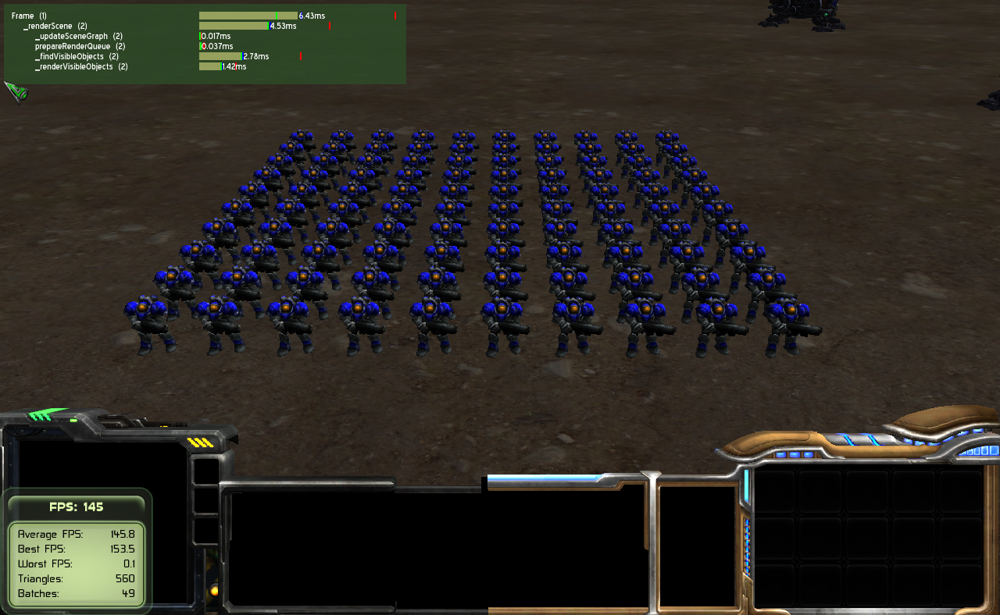 Frame (1) 6.43ms
_renderScene (2) 4.53ms
_updateSceneGraph (2) 0.017ms
prepareRenderQueue (2) 0.037ms
_findVisibleObjects (2) 2.78ms
_renderVisibleObjects (2) 1.42ms
FPS: 145
Average FPS: 145.8
Best FPS: 153.5
Worst FPS: 0.1
Triangles: 560
Batches: 49